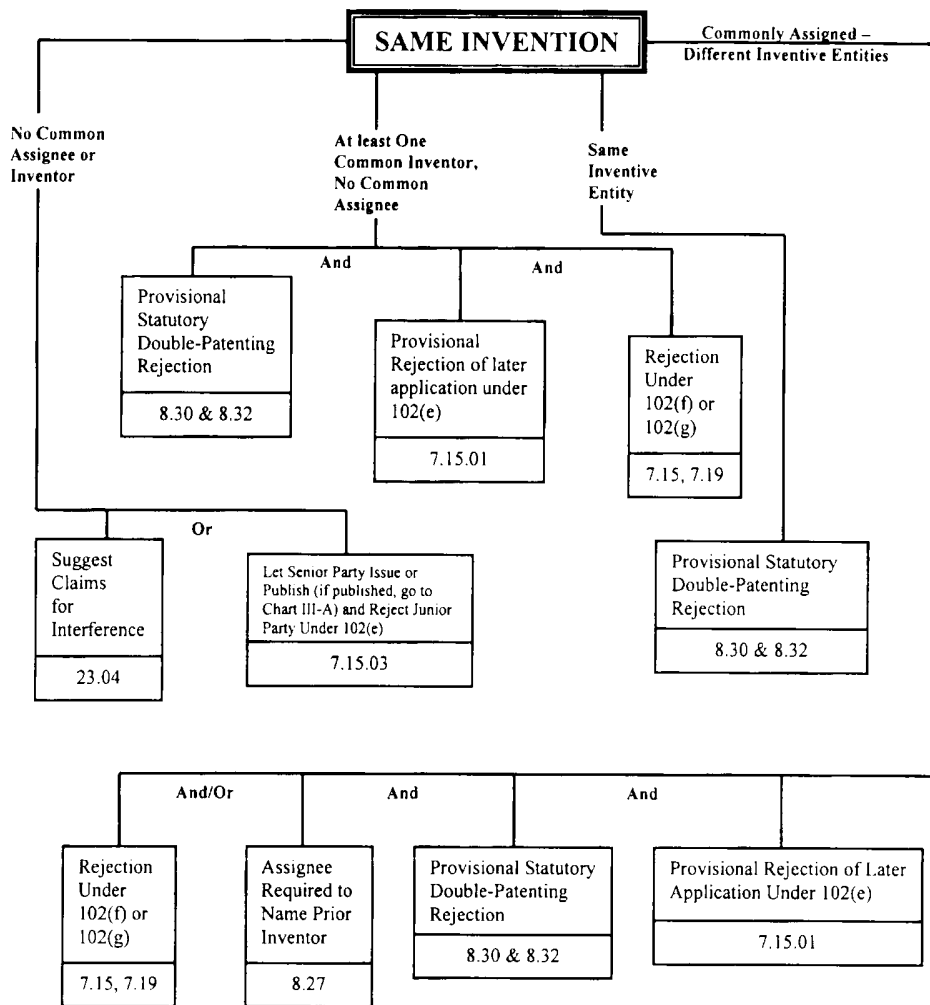 SAME INVENTION
Commonly Assigned –
Different Inventive Entities
No Common
Assignee or
Inventor
At least One
Common Inventor,
No Common
Assignee
Same
Inventive
Entity
And
And
Provisional
Statutory
Double-Patenting
Rejection
8.30 & 8.32
Provisional
Rejection of later
application under
102(e)
7.15.01
Rejection
Under
102(f) or
102(g)
7.15, 7.19
Or
Suggest
Claims
for
Interference
23.04
Let Senior Party Issue or
Publish (if published, go to
Chart III-A) and Reject Junior
Party Under 102(e)
7.15.03
Provisional Statutory
Double-Patenting
Rejection
8.30 & 8.32
And/Or
And
And
Rejection
Under
102(f) or
102(g)
7.15, 7.19
Assignee
Required to
Name Prior
Inventor
8.27
Provisional Statutory
Double-Patenting
Rejection
8.30 & 8.32
Provisional Rejection of Later
Application Under 102(e)
7.15.01